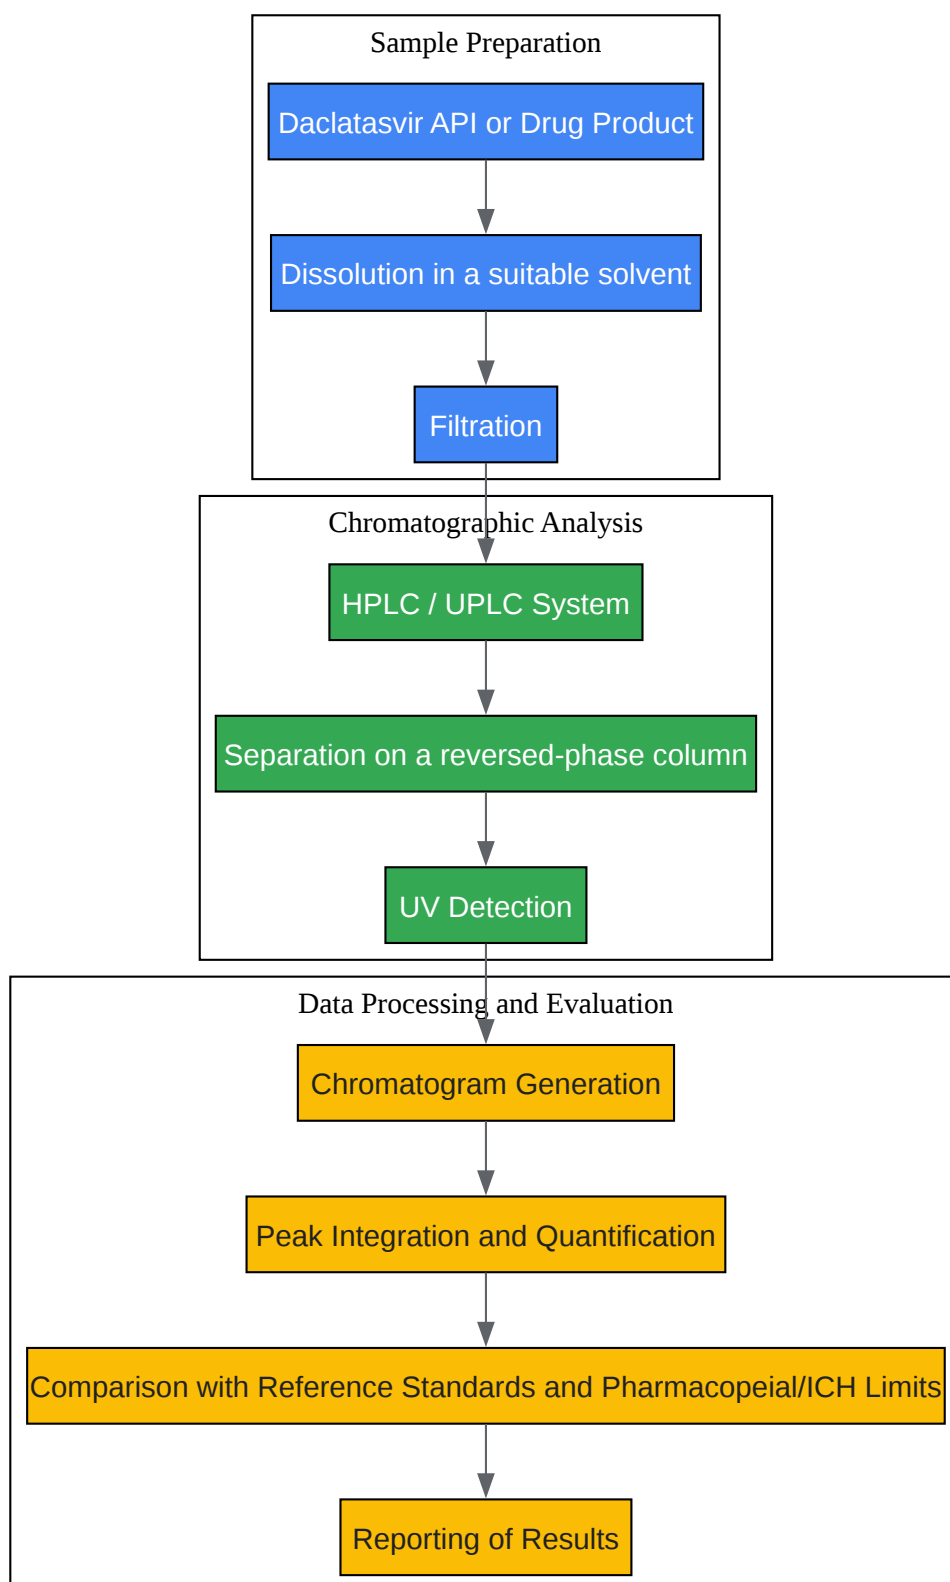 Sample Preparation
Daclatasvir API or Drug Product
Dissolution in a suitable solvent
Filtration
Chromatographic Analysis
HPLC / UPLC System
Separation on a reversed-phase column
UV Detection
Data Processing and Evaluation
Chromatogram Generation
Peak Integration and Quantification
Comparison with Reference Standards and Pharmacopeial/ICH Limits
Reporting of Results